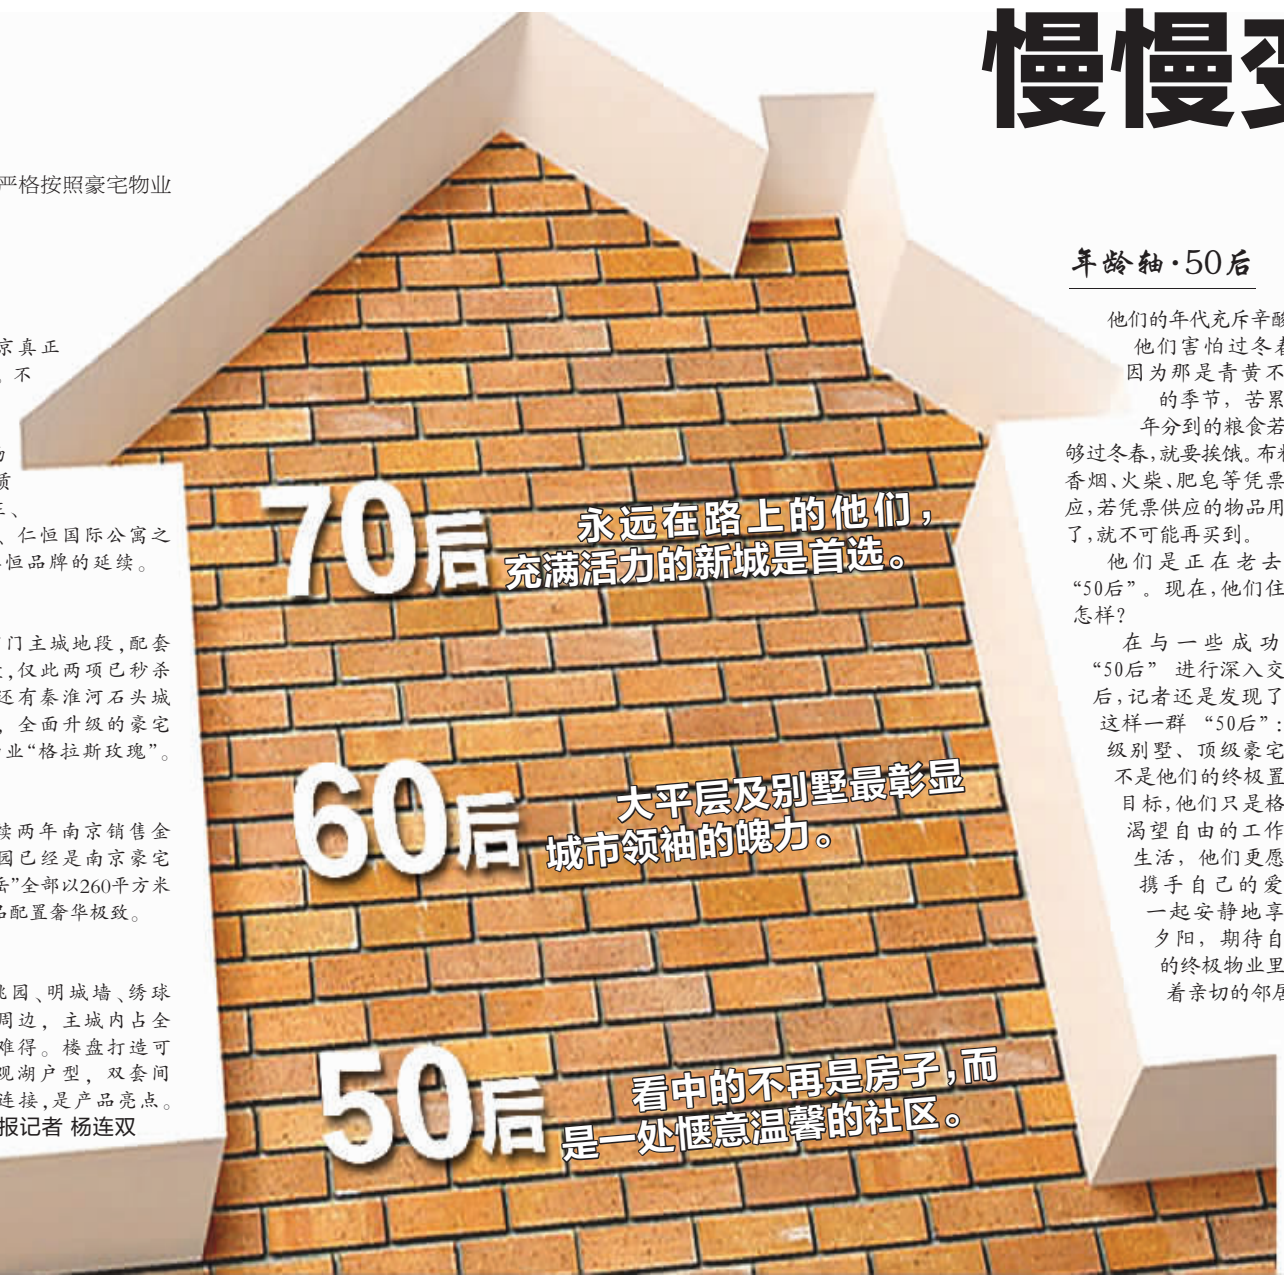 慢慢变
严格按照豪宅物业
京真正
。不
质
、仁恒国际公寓之
恒品牌的延续。
门主城地段,配套
,仅此两项已秒杀
还有秦淮河石头城
，全面升级的豪宅
业“格拉斯玫瑰”。
续两年南京销售金
园已经是南京豪宅
岳”全部以260平方米
品配置奢华极致。
桃园、明城墙、绣球
周边，主城内占全
难得。楼盘打造可
观湖户型，双套间
连接,是产品亮点。
报记者 杨连双
70后
永远在路上的他们，
充满活力的新城是首选。
60后
大平层及别墅最彰显
城市领袖的魄力。
50后
看中的不再是房子,而
是一处惬意温馨的社区。
年龄轴·50后
他们的年代充斥辛酸
他们害怕过冬春
因为那是青黄不
的季节，苦累
年分到的粮食若
够过冬春,就要挨饿。布料
香烟、火柴、肥皂等凭票
应,若凭票供应的物品用
了,就不可能再买到。
他们是正在老去
“50后”。现在,他们住
怎样?
在与一些成功
“50后” 进行深入交
后,记者还是发现了
这样一群 “50后”:
级别墅、顶级豪宅
不是他们的终极置
目标,他们只是格
渴望自由的工作
生活，他们更愿
携手自己的爱
一起安静地享
夕阳，期待自
的终极物业里
着亲切的邻居